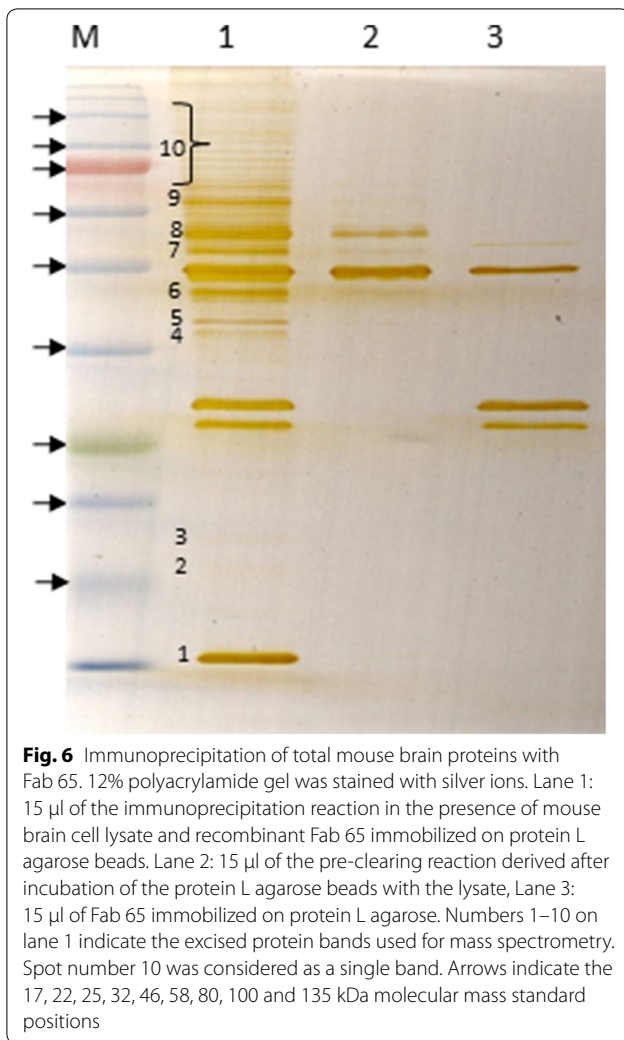 M 1 2 3
10
9
8
7
6
5
4
3
2
1
Fig. 6 Immunoprecipitation of total mouse brain proteins with
Fab 65. 12% polyacrylamide gel was stained with silver ions. Lane 1:
15 µl of the immunoprecipitation reaction in the presence of mouse
brain cell lysate and recombinant Fab 65 immobilized on protein L
agarose beads. Lane 2: 15 µl of the pre-clearing reaction derived after
incubation of the protein L agarose beads with the lysate, Lane 3:
15 µl of Fab 65 immobilized on protein L agarose. Numbers 1–10 on
lane 1 indicate the excised protein bands used for mass spectrometry.
Spot number 10 was considered as a single band. Arrows indicate the
17, 22, 25, 32, 46, 58, 80, 100 and 135 kDa molecular mass standard
positions